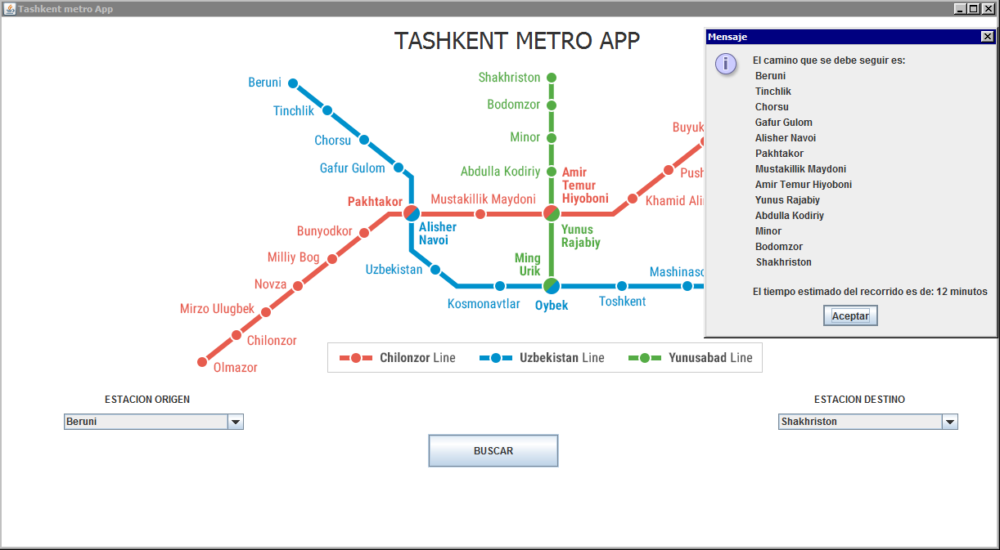 Tashkent metro App
TASHKENT METRO APP
Beruni
Tinchlik
Chorsu
Gafur Gulom
Pakhtakor
Alisher
Navoi
Mustakillik Maydoni
Shakhriston
Bodomzor
Minor
Abdulla Kodiriy
Amir
Temur
Hiyoboni
Yunus
Rajabiy
Ming
Urik
Oybek
Bunyodkor
Milliy Bog
Novza
Mirzo Ulugbek
Chilonzor
Olmazor
Uzbekistan
Kosmonavtlar
Toshkent
Mashinaso
Buyuk
Push
Khamid Alin
Chilonzor Line
Uzbekistan Line
Yunusabad Line
Mensaje
El camino que se debe seguir es:
Beruni
Tinchlik
Chorsu
Gafur Gulom
Alisher Navoi
Pakhtakor
Mustakillik Maydoni
Amir Temur Hiyoboni
Yunus Rajabiy
Abdulla Kodiriy
Minor
Bodomzor
Shakhriston
El tiempo estimado del recorrido es de: 12 minutos
Aceptar
ESTACION ORIGEN
Beruni
ESTACION DESTINO
Shakhriston
BUSCAR